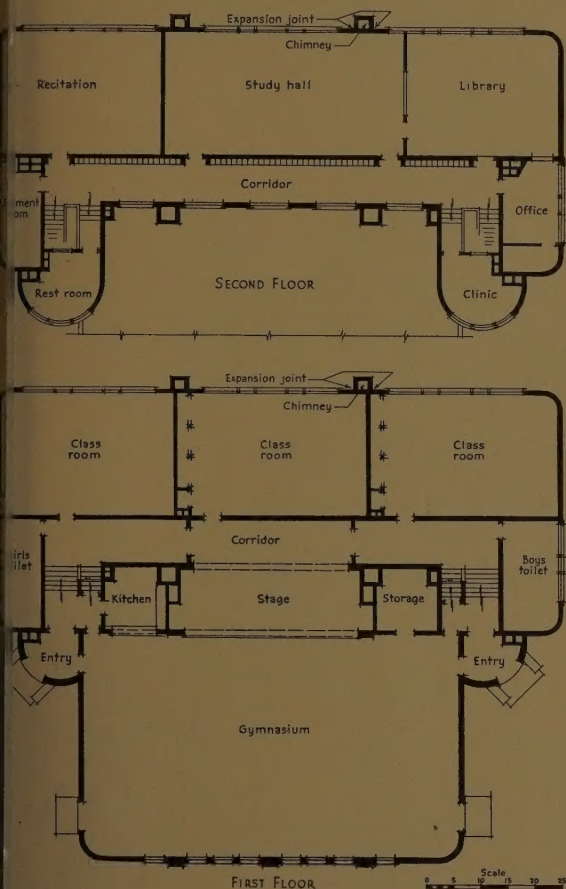 Expansion joint
Chimney
Recitation
Study hall
Library
Corridor
Office
Rest room
SECOND FLOOR
Clinic
Expansion joint
Chimney
Class
room
Class
room
Class
room
Corridor
Boys
toilet
Kitchen
Stage
Storage
Entry
Entry
Gymnasium
FIRST FLOOR
Scale
0 5 10 15 20 25